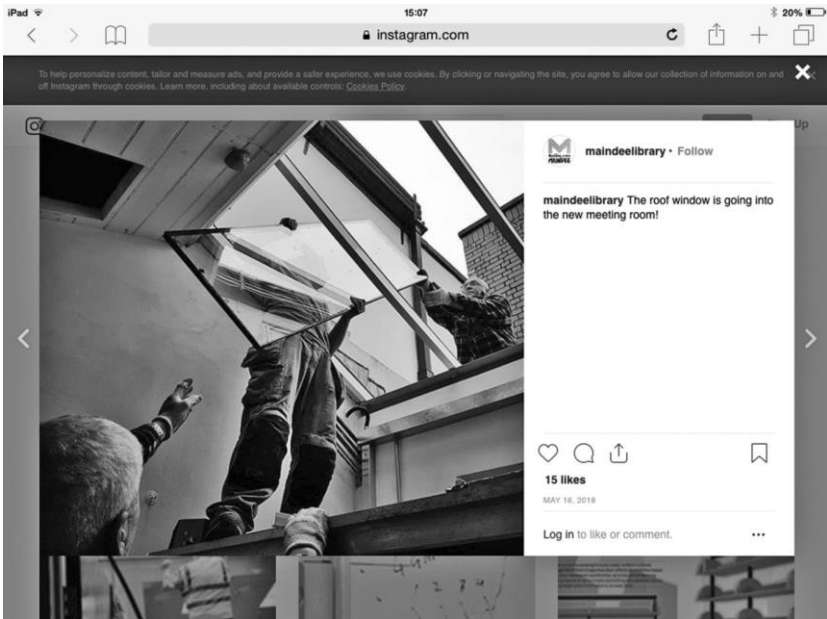 iPad
15:07
20%
instagram.com
To help personalize content, tailor and measure ads, and provide a safer experience, we use cookies. By clicking or navigating the site, you agree to allow our collection of information on and
off Instagram through cookies. Learn more, including about available controls: Cookies Policy.
Up
maindeelibrary • Follow
maindeelibrary The roof window is going into
the new meeting room!
15 likes
MAY 16, 2018
Log in to like or comment.